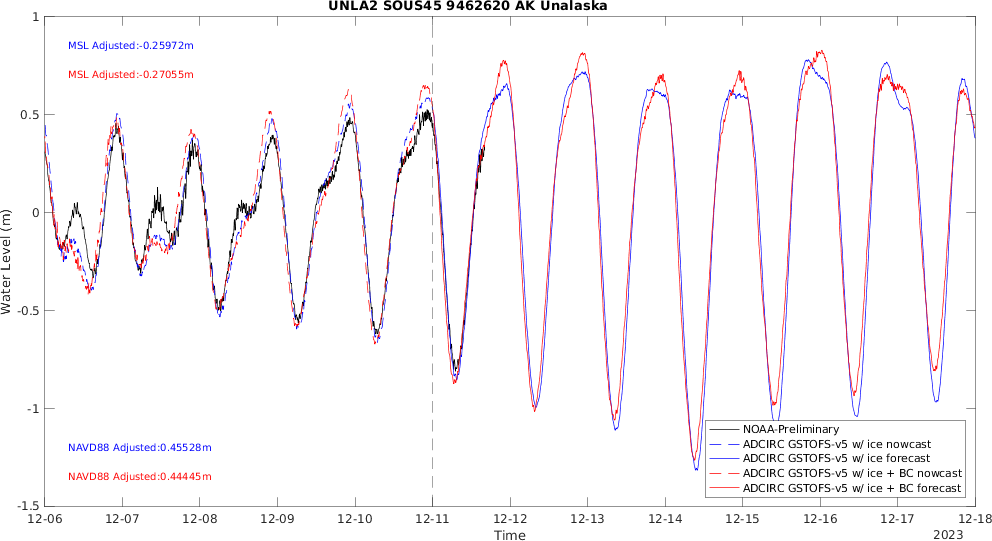 UNLA2 SOUS45 9462620 AK Unalaska
1
0.5
0
-0.5
-1
-1.5
Water Level (m)
MSL Adjusted:-0.25972m
MSL Adjusted:-0.27055m
NAVD88 Adjusted:0.45528m
NAVD88 Adjusted:0.44445m
NOAA-Preliminary
ADCIRC GSTOFS-v5 w/ ice nowcast
ADCIRC GSTOFS-v5 w/ ice forecast
ADCIRC GSTOFS-v5 w/ ice + BC nowcast
ADCIRC GSTOFS-v5 w/ ice + BC forecast
12-06 12-07 12-08 12-09 12-10 12-11 12-12 12-13 12-14 12-15 12-16 12-17 12-18
Time
2023